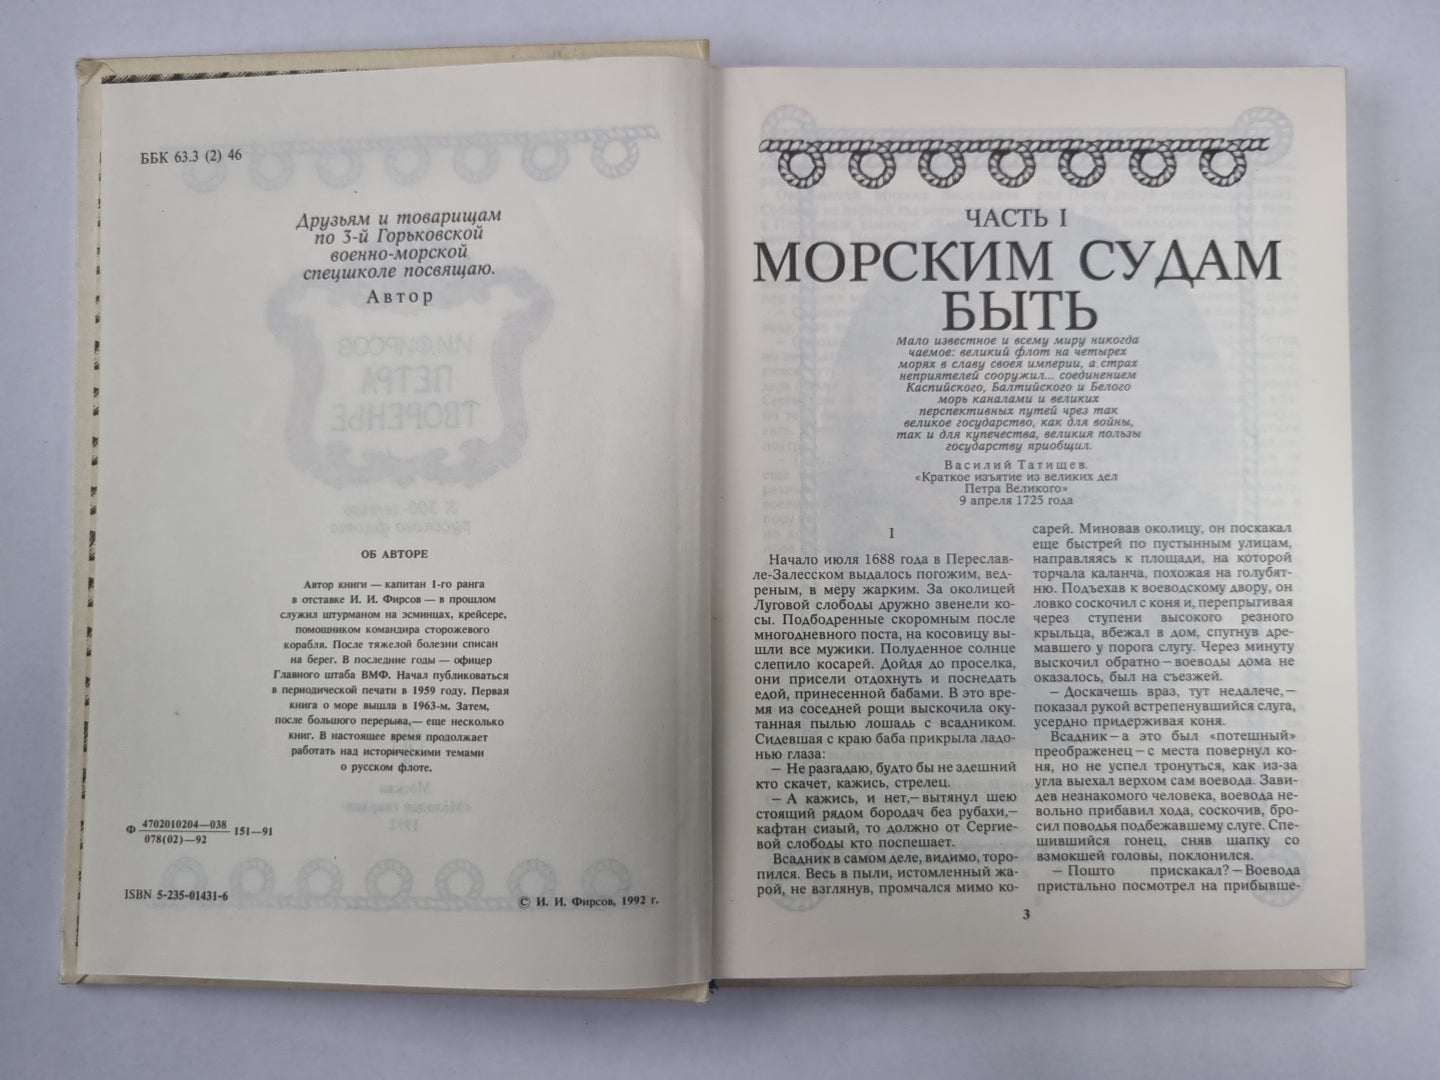 ББК 63.3 (2) 46
Друзьям и товарищам
по 3-й Горьковской
военно-морской
спецшколе посвящаю.
Автор
ОБ АВТОРЕ
Автор книги — капитан 1-го ранга
в отставке И. И. Фирсов — в прошлом
служил штурманом на эсминцах, крейсере,
помощником командира сторожевого
корабля. После тяжелой болезни списан
на берег. В последние годы — офицер
Главного штаба ВМФ. Начал публиковаться
в периодической печати в 1959 году. Первая
книга о море вышла в 1963-м. Затем,
после большого перерыва,— еще несколько
книг. В настоящее время продолжает
работать над историческими темами
о русском флоте.
Ф 4702010204—038 151—91
078(02)—92
ISBN 5-235-01431-6
© И. И. Фирсов, 1992 г.
ЧАСТЬ I
МОРСКИМ СУДАМ
БЫТЬ
Мало известное и всему миру никогда
чаемое: великий флот на четырех
морях в славу своея империи, а страх
неприятелей сооружил... соединением
Каспийского, Балтийского и Белого
морь каналами и великих
перспективных путей чрез так
великое государство, как для войны,
так и для купечества, великия пользы
государству приобщил.
Василий Татищев.
«Краткое изъятие из великих дел
Петра Великого»
9 апреля 1725 года
I
Начало июля 1688 года в Переслав-
ле-Залесском выдалось погожим, вед-
реным, в меру жарким. За околицей
Луговой слободы дружно звенели ко-
сы. Подбодренные скоромным после
многодневного поста, на косовицу вы-
шли все мужики. Полуденное солнце
слепило косарей. Дойдя до проселка,
они присели отдохнуть и поснедать
едой, принесенной бабами. В это вре-
мя из соседней рощи выскочила оку-
танная пылью лошадь с всадником.
Сидевшая с краю баба прикрыла ладо-
нью глаза:
— Не разгадаю, будто бы не здешний
кто скачет, кажись, стрелец.
— А кажись, и нет,— вытянул шею
стоящий рядом бородач без рубахи,—
кафтан сизый, то должно от Сергие-
вой слободы кто поспешает.
Всадник в самом деле, видимо, торо-
пился. Весь в пыли, истомленный жа-
рой, не взглянув, промчался мимо ко-
сарей. Миновав околицу, он поскакал
еще быстрей по пустынным улицам,
направляясь к площади, на которой
торчала каланча, похожая на голубят-
ню. Подъехав к воеводскому двору, он
ловко соскочил с коня и, перепрыгивая
через ступени высокого резного
крыльца, вбежал в дом, спугнув дре-
мавшего у порога слугу. Через минуту
выскочил обратно — воеводы дома не
оказалось, был на съезжей.
— Доскачешь враз, тут недалече,—
показал рукой встрепенувшийся слуга,
усердно придерживая коня.
Всадник — а это был «потешный»
преображенец — с места повернул ко-
ня, но не успел тронуться, как из-за
угла выехал верхом сам воевода. Зави-
дев незнакомого человека, воевода не-
вольно прибавил хода, соскочив, бро-
сил поводья подбежавшему слуге. Спе-
шившийся гонец, сняв шапку со
взмокшей головы, поклонился.
— Пошто прискакал? — Воевода
пристально посмотрел на прибывше-
3